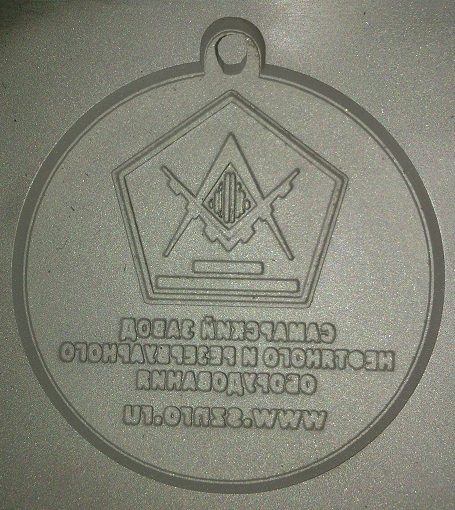 САМАРСКИЙ ЗАВОД
НЕФТЯНОГО И РЕЗЕРВУАРНОГО
ОБОРУДОВАНИЯ
WWW.SZNRO.RU